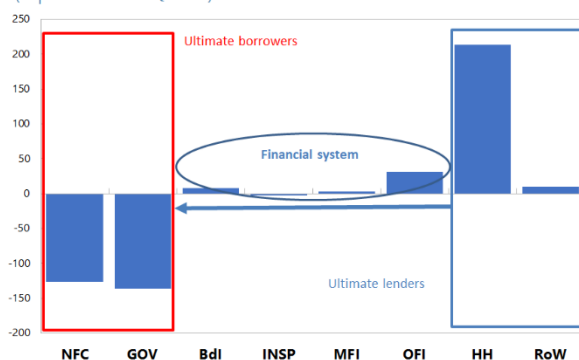 250
Ultimate borrowers
200
150
100
50
Financial system
0
-50
-100
Ultimate lenders
-150
-200
NFC GOV BdI INSP MFI OFI HH RoW